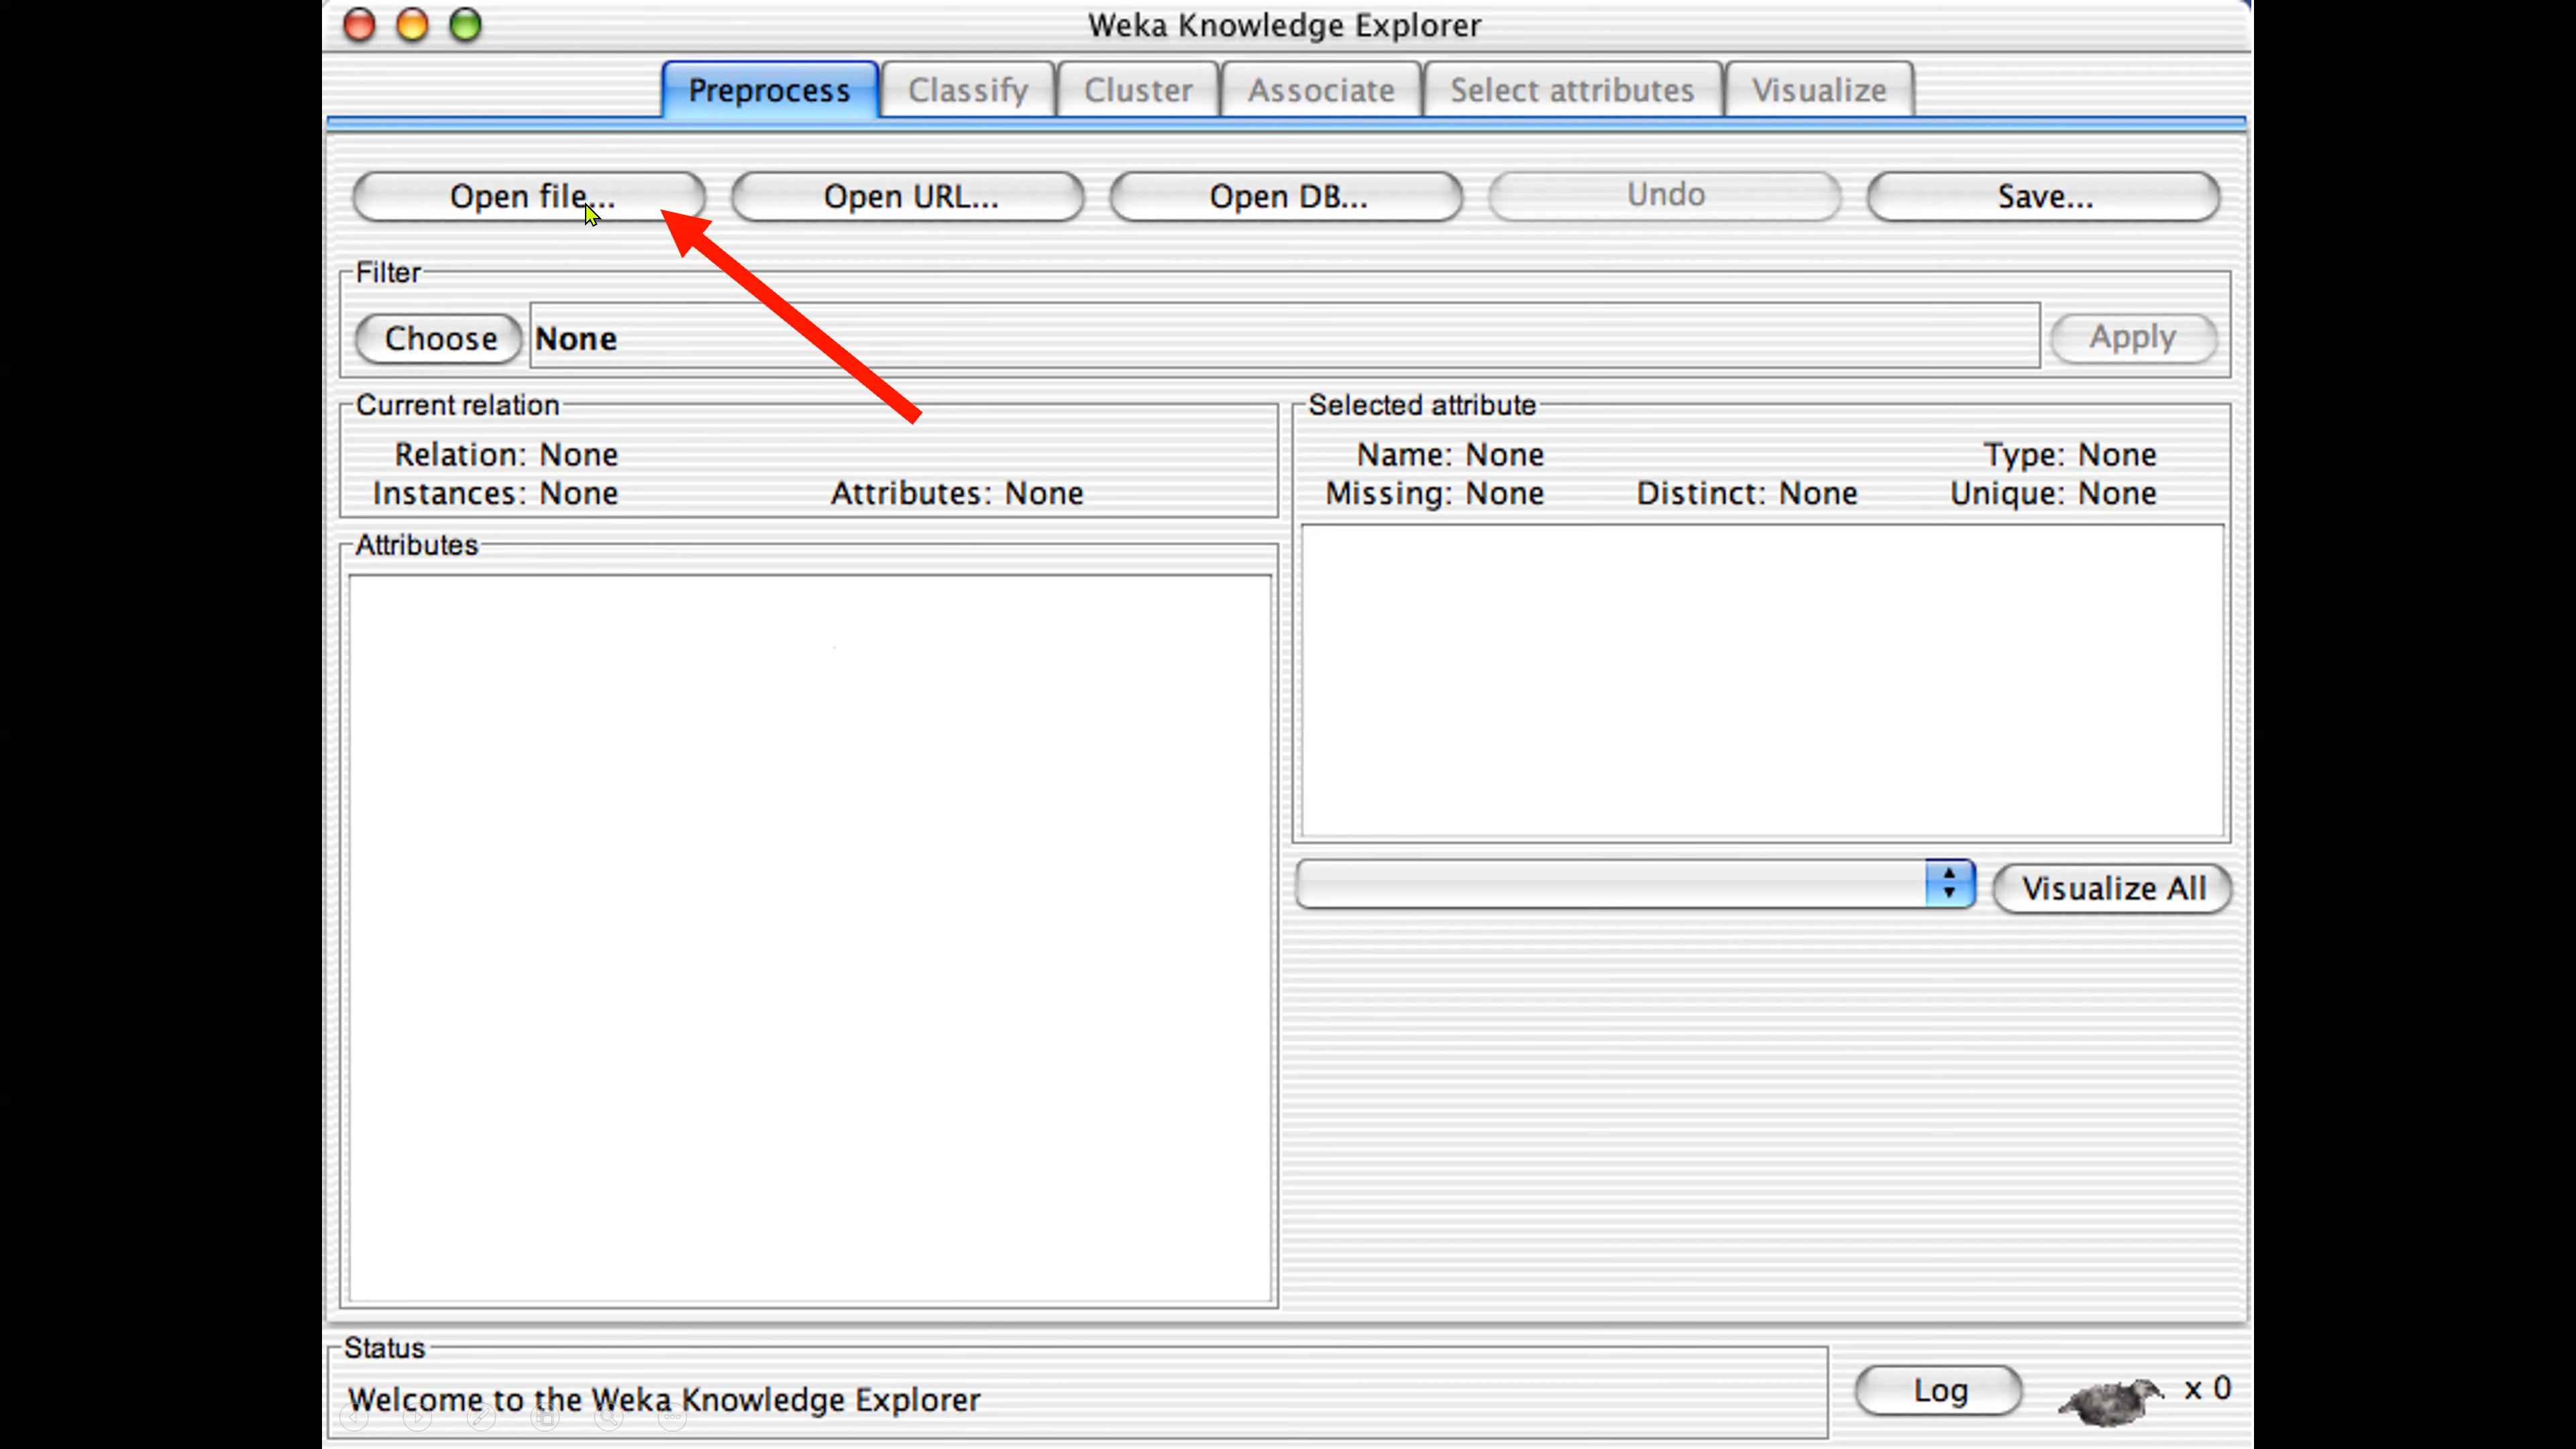 Weka Knowledge Explorer
Preprocess Classify Cluster Associate Select attributes Visualize
Open file... Open URL... Open DB... Undo Save...
Filter
Choose None Apply
Current relation
Relation: None
Instances: None Attributes: None
Selected attribute
Name: None Type: None
Missing: None Distinct: None Unique: None
Attributes
Visualize All
Status
Welcome to the Weka Knowledge Explorer
Log x 0